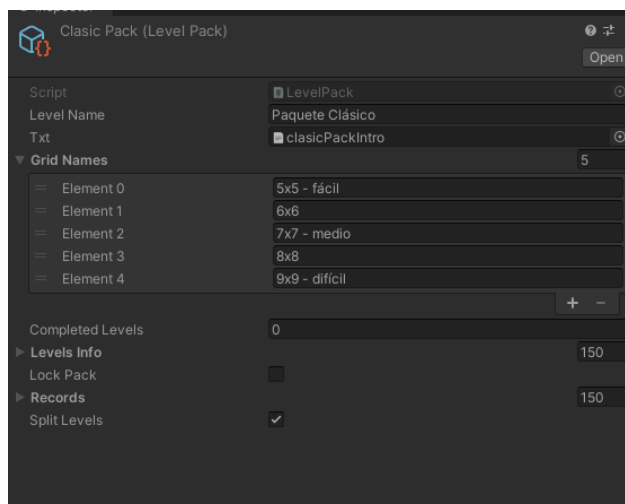 Inspector
Clasic Pack (Level Pack)
Open
Script LevelPack
Level Name Paquete Clásico
Txt clasicPackIntro
Grid Names 5
Element 0 5x5 - fácil
Element 1 6x6
Element 2 7x7 - medio
Element 3 8x8
Element 4 9x9 - difícil
+ -
Completed Levels 0
Levels Info 150
Lock Pack
Records 150
Split Levels